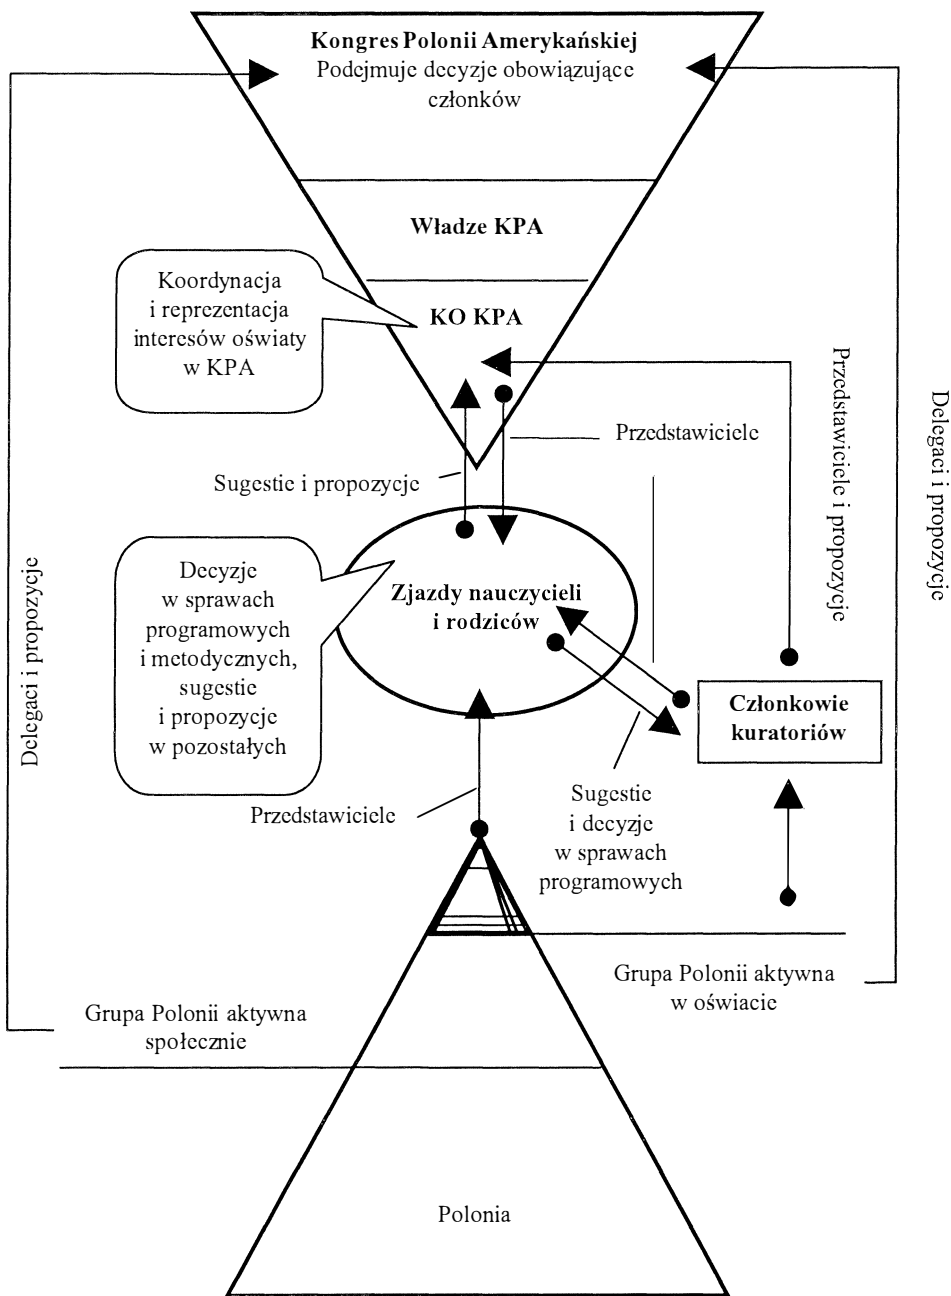 Kongres Polonii Amerykańskiej
Podejmuje decyzje obowiązujące
członków
Władze KPA
Koordynacja
i reprezentacja
interesów oświaty
w KPA
KO KPA
Przedstawiciele
Sugestie i propozycje
Przedstawiciele i propozycje
Delegaci i propozycje
Delegaci i propozycje
Decyzje
w sprawach
programowych
i metodycznych,
sugestie
i propozycje
w pozostałych
Zjazdy nauczycieli
i rodziców
Członkowie
kuratoriów
Przedstawiciele
Sugestie
i decyzje
w sprawach
programowych
Grupa Polonii aktywna
w oświacie
Grupa Polonii aktywna
społecznie
Polonia